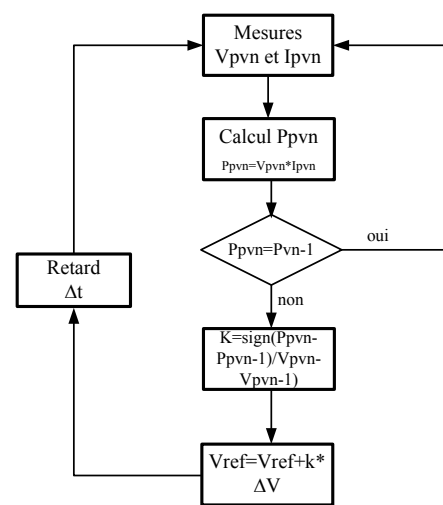 Mesures
Vpvn et Ipvn
Calcul Ppvn
Ppvn=Vpvn*Ipvn
Ppvn=Pvn-1
oui
non
Retard
Δt
K=sign(Ppvn-
Ppvn-1)/Vpvn-
Vpvn-1)
Vref=Vref+k*
ΔV